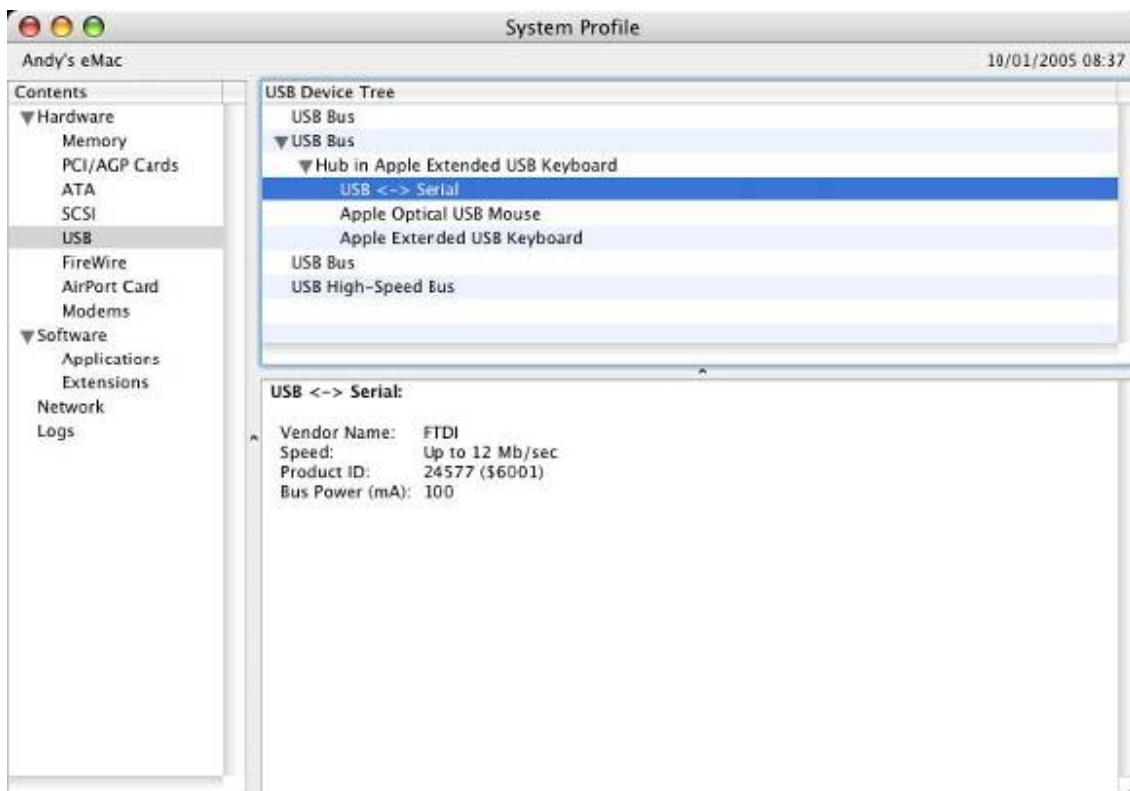 System Profile
Andy's eMac
10/01/2005 08:37
Contents
Hardware
Memory
PCI/AGP Cards
ATA
SCSI
USB
FireWire
AirPort Card
Modems
Software
Applications
Extensions
Network
Logs
USB Device Tree
USB Bus
USB Bus
Hub in Apple Extended USB Keyboard
USB <-> Serial
Apple Optical USB Mouse
Apple Extended USB Keyboard
USB Bus
USB High-Speed Bus
USB <-> Serial:
Vendor Name: FTDI
Speed: Up to 12 Mb/sec
Product ID: 24577 ($6001)
Bus Power (mA): 100